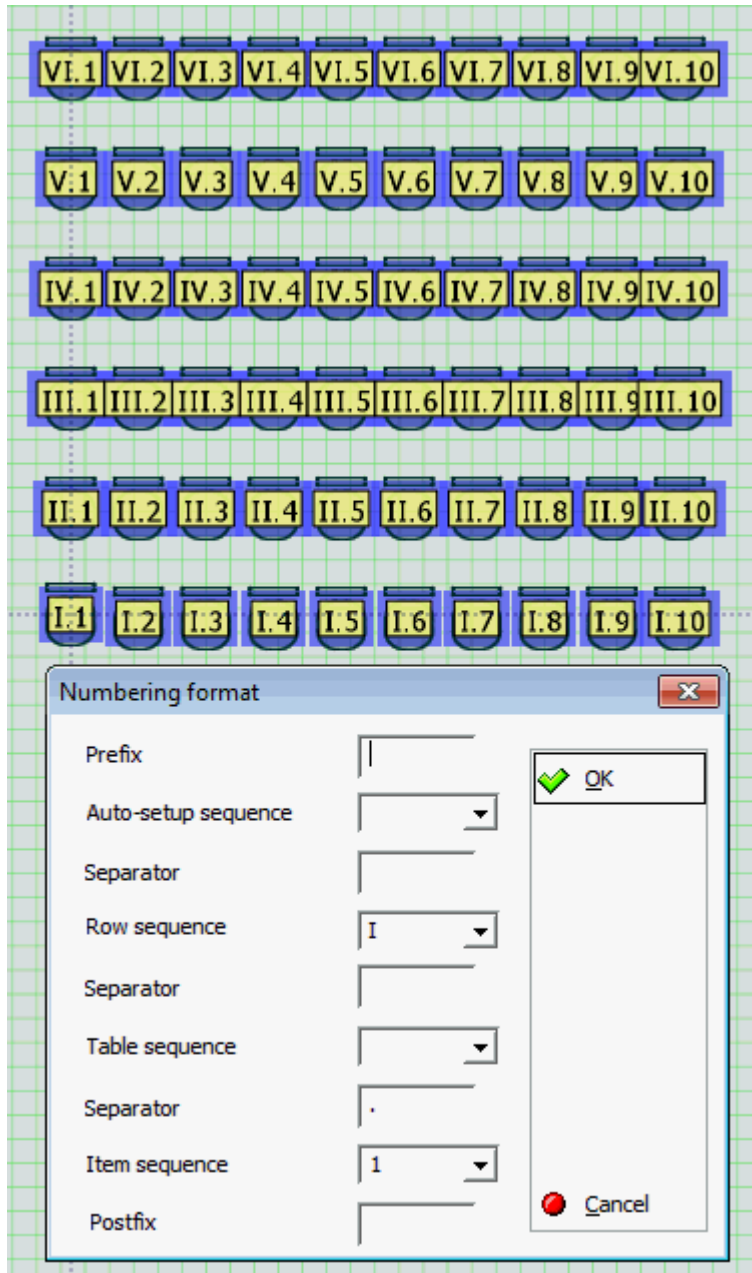 VI.1 VI.2 VI.3 VI.4 VI.5 VI.6 VI.7 VI.8 VI.9 VI.10
V.1 V.2 V.3 V.4 V.5 V.6 V.7 V.8 V.9 V.10
IV.1 IV.2 IV.3 IV.4 IV.5 IV.6 IV.7 IV.8 IV.9 IV.10
III.1 III.2 III.3 III.4 III.5 III.6 III.7 III.8 III.9 III.10
II.1 II.2 II.3 II.4 II.5 II.6 II.7 II.8 II.9 II.10
I.1 I.2 I.3 I.4 I.5 I.6 I.7 I.8 I.9 I.10
Numbering format
Prefix
OK
Auto-setup sequence
Separator
Row sequence I
Separator
Table sequence
Separator .
Item sequence 1
Cancel
Postfix